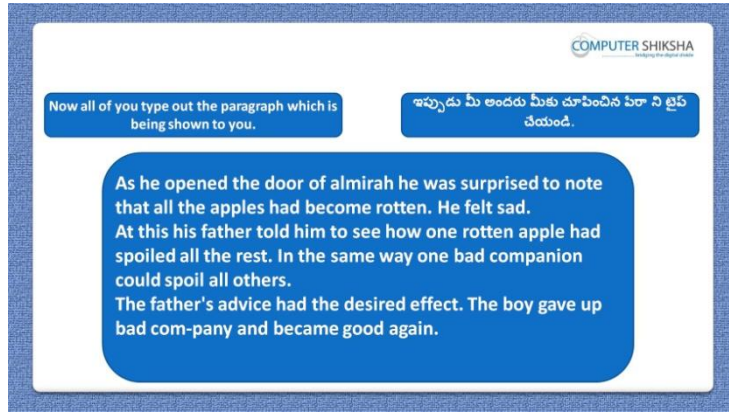 COMPUTER SHIKSHA
bridging the digital divide
Now all of you type out the paragraph which is
being shown to you.
ఇప్పుడు మీ అందరు మీకు చూపించిన పేరా ని టైప్
చేయండి.
As he opened the door of almirah he was surprised to note
that all the apples had become rotten. He felt sad.
At this his father told him to see how one rotten apple had
spoiled all the rest. In the same way one bad companion
could spoil all others.
The father's advice had the desired effect. The boy gave up
bad com-pany and became good again.